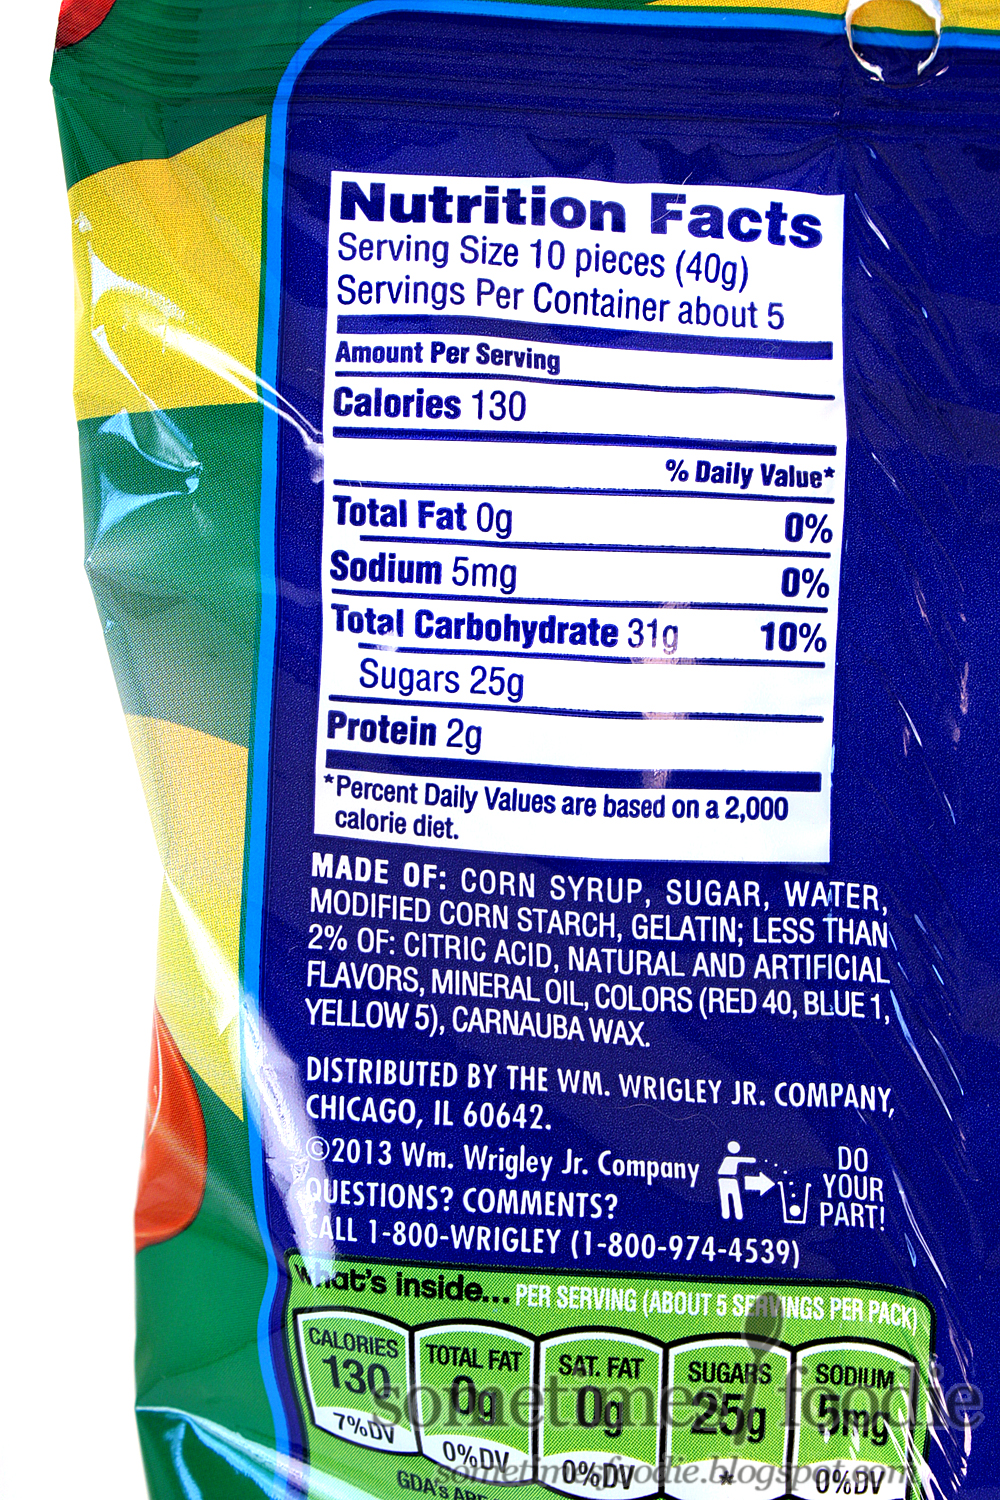 Nutrition Facts
Serving Size 10 pieces (40g)
Servings Per Container about 5
Amount Per Serving
Calories 130
% Daily Value*
Total Fat 0g 0%
Sodium 5mg 0%
Total Carbohydrate 31g 10%
Sugars 25g
Protein 2g
*Percent Daily Values are based on a 2,000
calorie diet.
MADE OF: CORN SYRUP, SUGAR, WATER,
MODIFIED CORN STARCH, GELATIN; LESS THAN
2% OF: CITRIC ACID, NATURAL AND ARTIFICIAL
FLAVORS, MINERAL OIL, COLORS (RED 40, BLUE 1,
YELLOW 5), CARNAUBA WAX.
DISTRIBUTED BY THE WM. WRIGLEY JR. COMPANY,
CHICAGO, IL 60642.
©2013 Wm. Wrigley Jr. Company
QUESTIONS? COMMENTS?
CALL 1-800-WRIGLEY (1-800-974-4539)
DO
YOUR
PART!
What's inside... PER SERVING (ABOUT 5 SERVINGS PER PACK)
CALORIES
130
7%DV
TOTAL FAT
0g
0%DV
SAT. FAT
0g
0%DV
SUGARS
25g
*
SODIUM
5mg
0%DV
GDA'S ARE
sometimes foodie
sometimesfoodie.blogspot.com